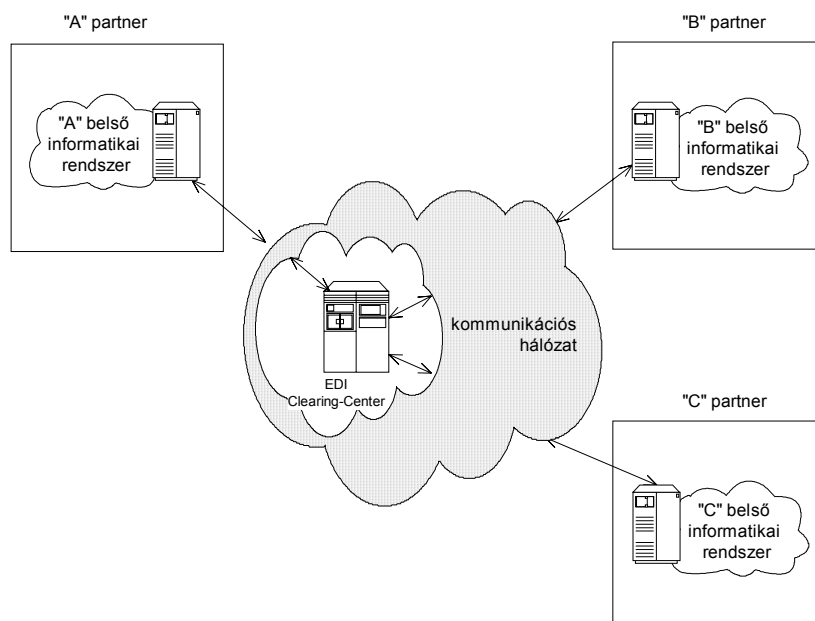 "A" partner
"B" partner
"A" belső
informatikai
rendszer
"B" belső
informatikai
rendszer
kommunikációs
hálózat
EDI
Clearing-Center
"C" partner
"C" belső
informatikai
rendszer